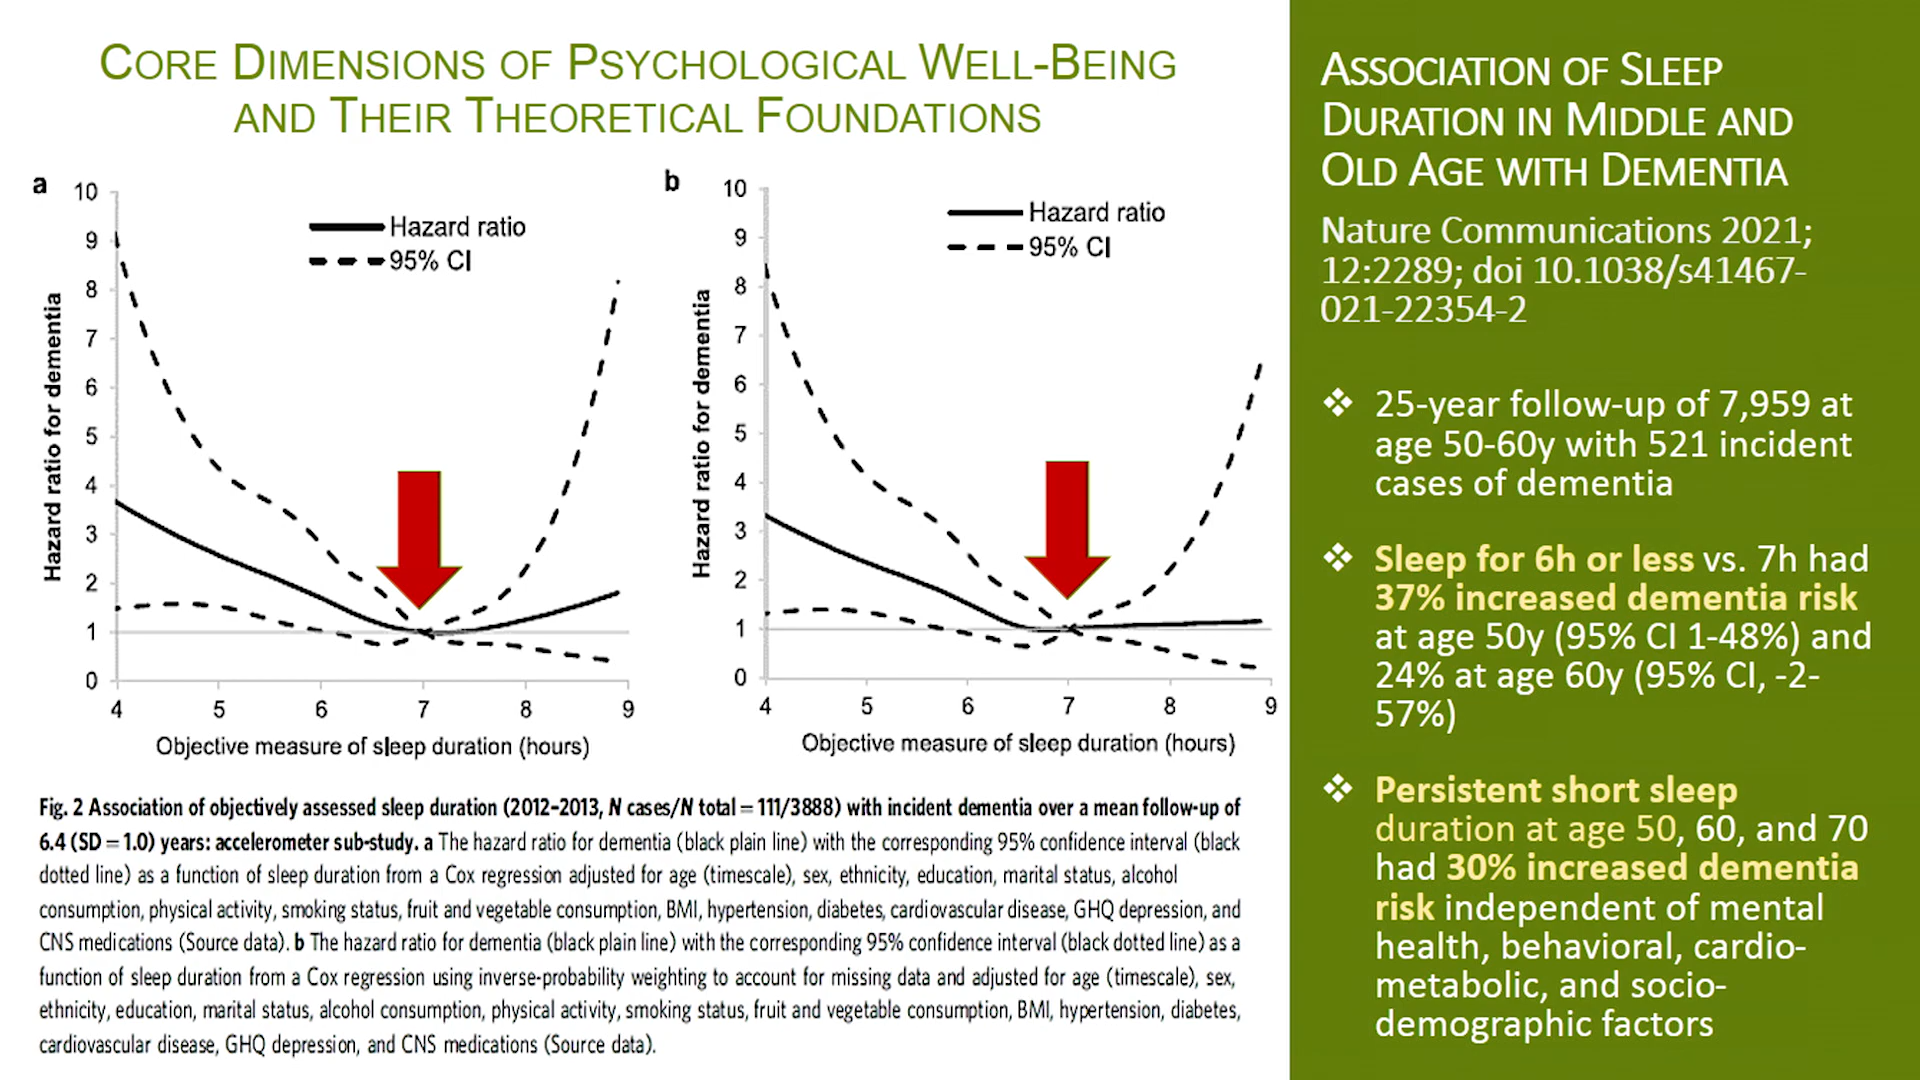 CORE DIMENSIONS OF PSYCHOLOGICAL WELL-BEING
AND THEIR THEORETICAL FOUNDATIONS
a
10
9
8
7
6
5
4
3
2
1
0
Hazard ratio for dementia
Hazard ratio
95% CI
4 5 6 7 8 9
Objective measure of sleep duration (hours)
b
10
9
8
7
6
5
4
3
2
1
0
Hazard ratio for dementia
Hazard ratio
95% CI
4 5 6 7 8 9
Objective measure of sleep duration (hours)
Fig. 2 Association of objectively assessed sleep duration (2012–2013, N cases/N total = 111/3888) with incident dementia over a mean follow-up of
6.4 (SD = 1.0) years: accelerometer sub-study. a The hazard ratio for dementia (black plain line) with the corresponding 95% confidence interval (black
dotted line) as a function of sleep duration from a Cox regression adjusted for age (timescale), sex, ethnicity, education, marital status, alcohol
consumption, physical activity, smoking status, fruit and vegetable consumption, BMI, hypertension, diabetes, cardiovascular disease, GHQ depression, and
CNS medications (Source data). b The hazard ratio for dementia (black plain line) with the corresponding 95% confidence interval (black dotted line) as a
function of sleep duration from a Cox regression using inverse-probability weighting to account for missing data and adjusted for age (timescale), sex,
ethnicity, education, marital status, alcohol consumption, physical activity, smoking status, fruit and vegetable consumption, BMI, hypertension, diabetes,
cardiovascular disease, GHQ depression, and CNS medications (Source data).
ASSOCIATION OF SLEEP
DURATION IN MIDDLE AND
OLD AGE WITH DEMENTIA
Nature Communications 2021;
12:2289; doi 10.1038/s41467-
021-22354-2
❖ 25-year follow-up of 7,959 at
age 50-60y with 521 incident
cases of dementia
❖ Sleep for 6h or less vs. 7h had
37% increased dementia risk
at age 50y (95% CI 1-48%) and
24% at age 60y (95% CI, -2-
57%)
❖ Persistent short sleep
duration at age 50, 60, and 70
had 30% increased dementia
risk independent of mental
health, behavioral, cardio-
metabolic, and socio-
demographic factors